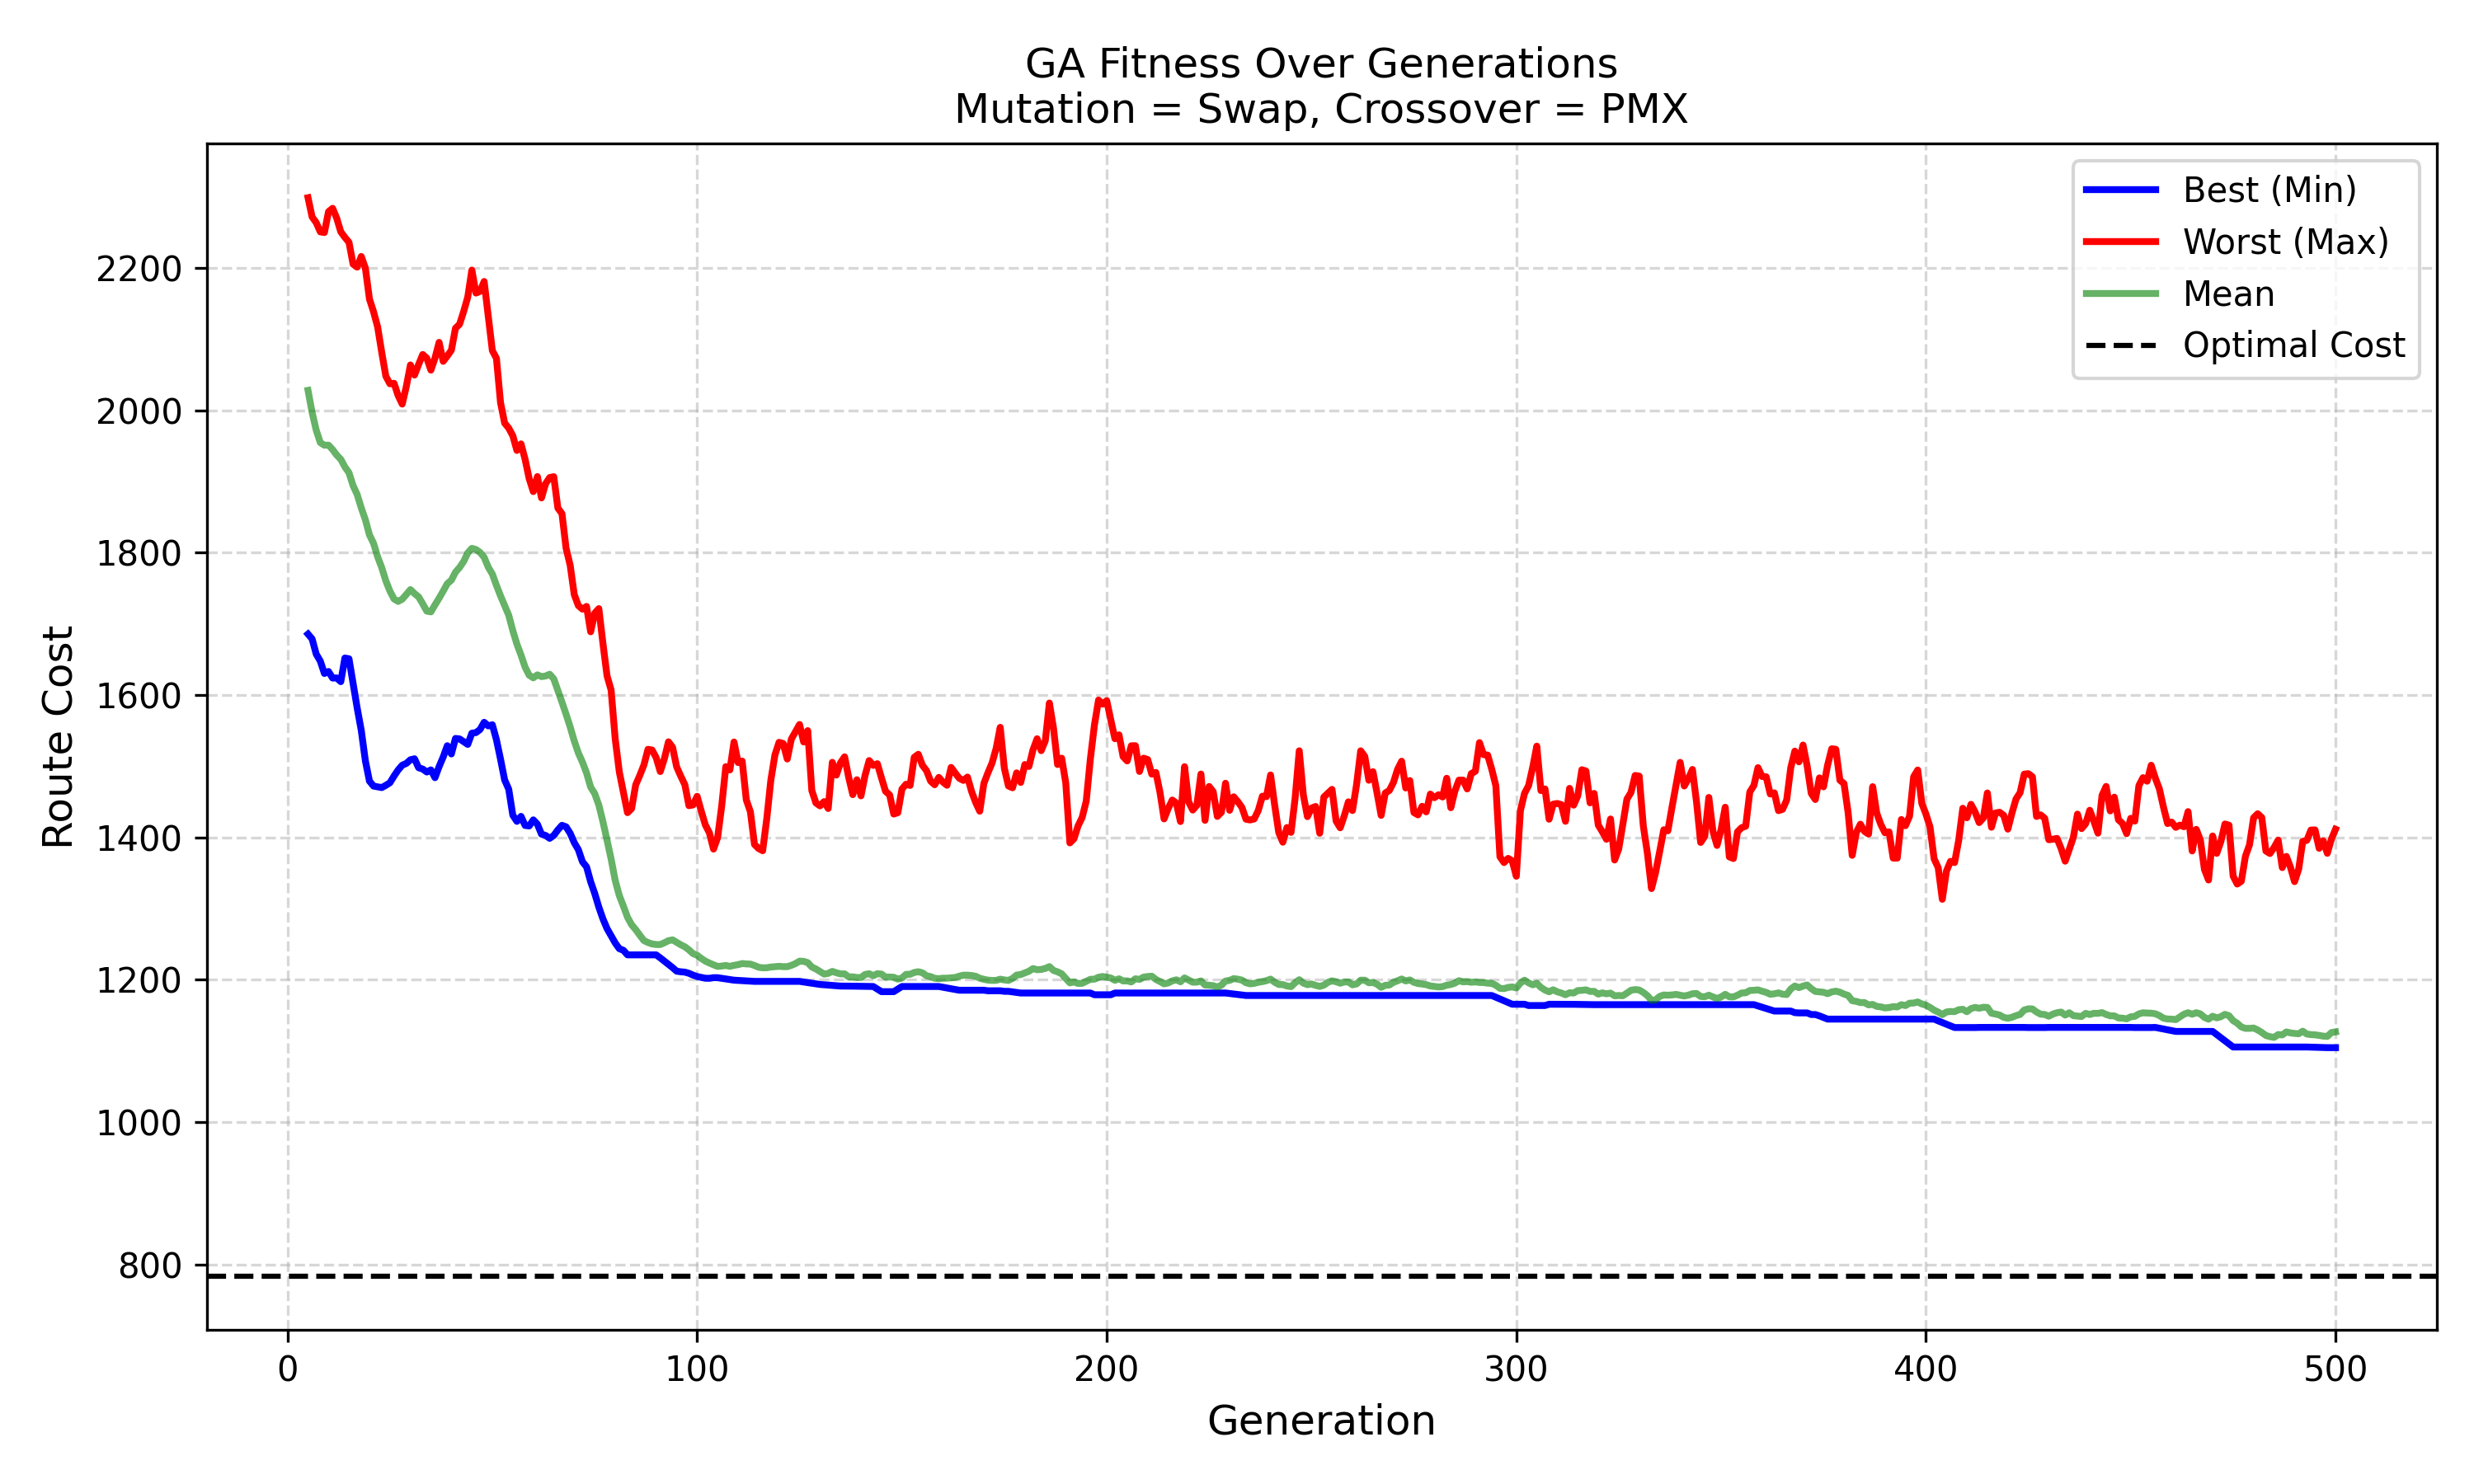 GA Fitness Over Generations
Mutation = Swap, Crossover = PMX
Best (Min)
Worst (Max)
Mean
Optimal Cost
Route Cost
2200
2000
1800
1600
1400
1200
1000
800
0 100 200 300 400 500
Generation